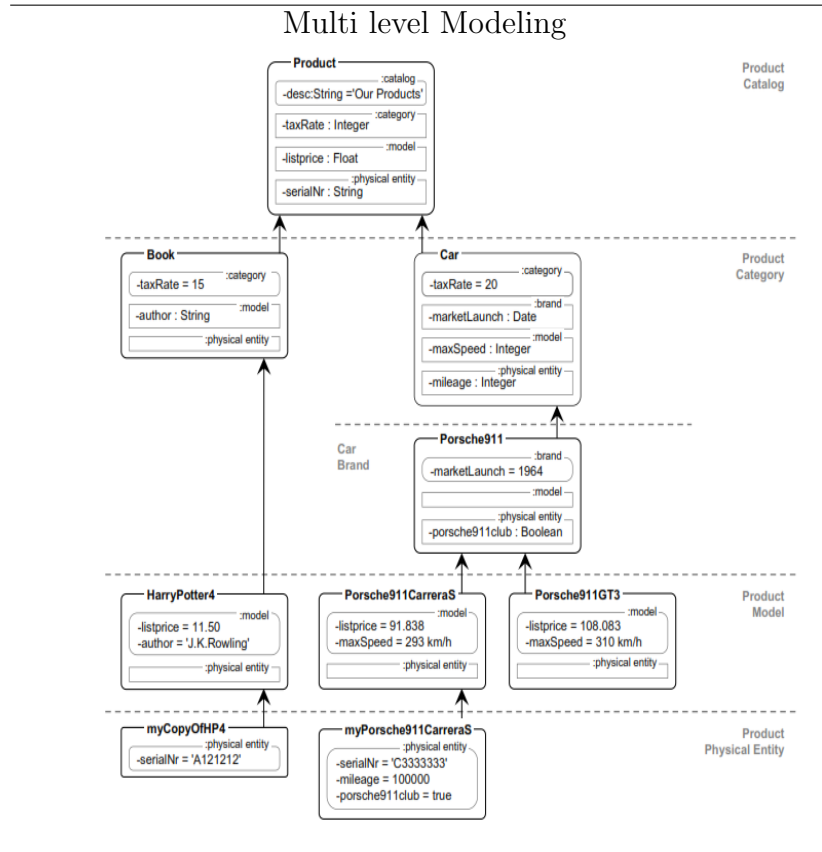 Multi level Modeling
Product
:catalog
-desc:String ='Our Products'
:category
-taxRate : Integer
:model
-listprice : Float
:physical entity
-serialNr : String
Product
Catalog
Book
:category
-taxRate = 15
:model
-author : String
:physical entity
Car
:category
-taxRate = 20
:brand
-marketLaunch : Date
:model
-maxSpeed : Integer
:physical entity
-mileage : Integer
Product
Category
Car
Brand
Porsche911
:brand
-marketLaunch = 1964
:model
:physical entity
-porsche911club : Boolean
HarryPotter4
:model
-listprice = 11.50
-author = 'J.K.Rowling'
:physical entity
Porsche911CarreraS
:model
-listprice = 91.838
-maxSpeed = 293 km/h
:physical entity
Porsche911GT3
:model
-listprice = 108.083
-maxSpeed = 310 km/h
:physical entity
Product
Model
myCopyOfHP4
:physical entity
-serialNr = 'A121212'
myPorsche911CarreraS
:physical entity
-serialNr = 'C3333333'
-mileage = 100000
-porsche911club = true
Product
Physical Entity